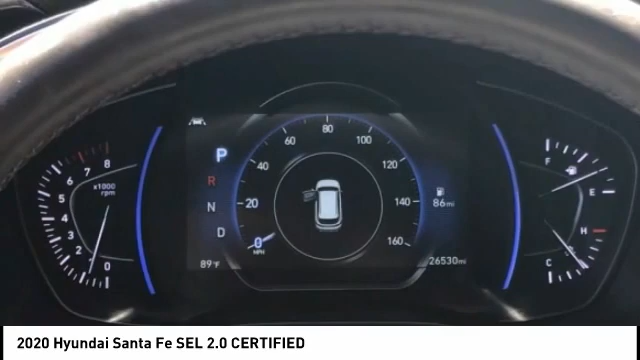 8
7
6
5
4
3
2
1
0
x1000
rpm
P
R
N
D
89°F
0
20
40
60
80
100
120
140
160
MPH
86mi
26530mi
F
E
H
C
2020 Hyundai Santa Fe SEL 2.0 CERTIFIED